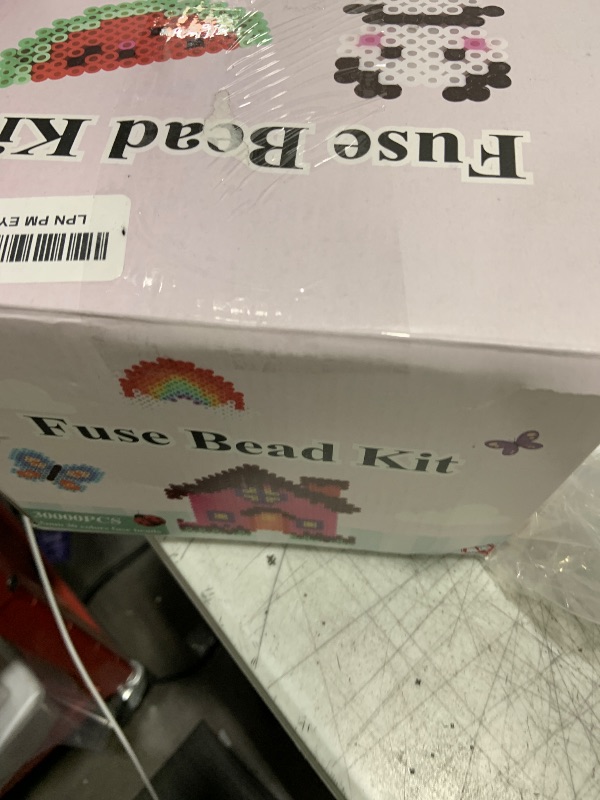 Fuse Bead Ki
LPN PM EY
Fuse Bead Kit
30000PCS